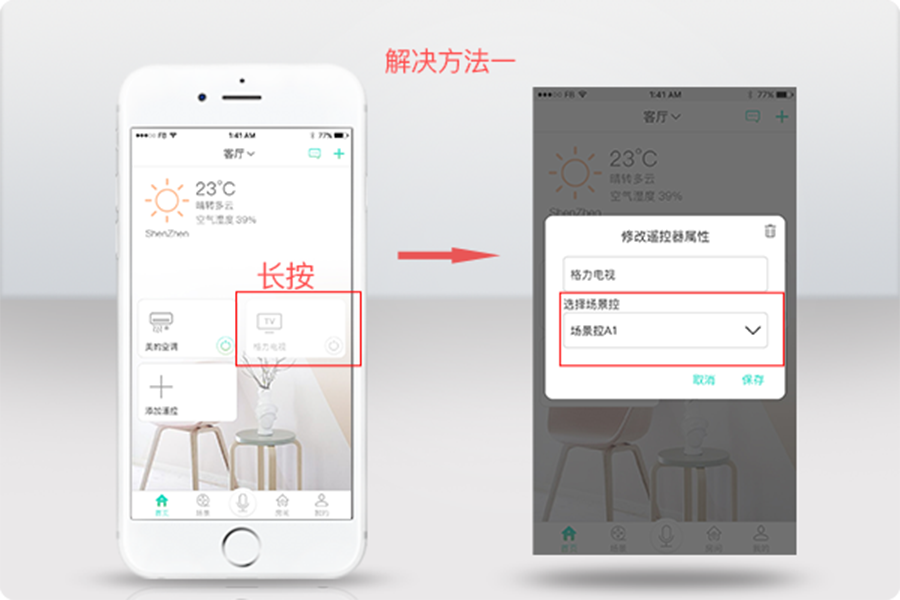 解决方法一
FB
1:41 AM
77%
客厅
23°C
晴转多云
空气湿度:39%
ShenZhen
长按
美的空调
TV
格力电视
添加遥控
首页
场景
房间
我的
FB
1:41 AM
77%
客厅
23°C
晴转多云
空气湿度:39%
ShenZhen
修改遥控器属性
格力电视
选择场景控
场景控A1
取消
保存
首页
场景
房间
我的